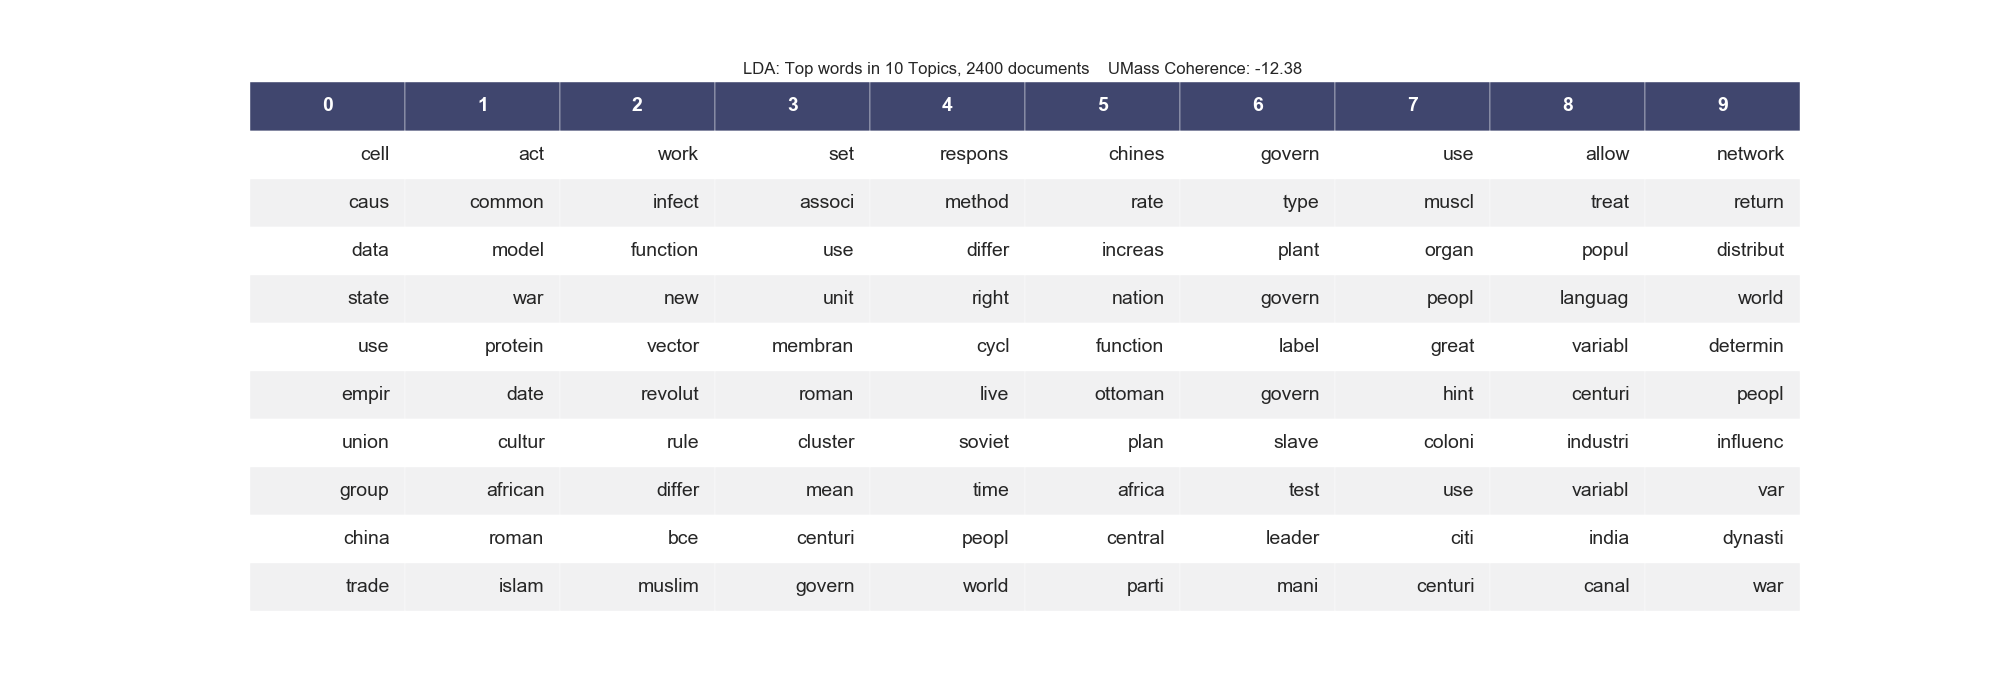 LDA: Top words in 10 Topics, 2400 documents    UMass Coherence: -12.38
0 1 2 3 4 5 6 7 8 9
cell act work set respons chines govern use allow network
caus common infect associ method rate type muscl treat return
data model function use differ increas plant organ popul distribut
state war new unit right nation govern peopl languag world
use protein vector membran cycl function label great variabl determin
empir date revolut roman live ottoman govern hint centuri peopl
union cultur rule cluster soviet plan slave coloni industri influenc
group african differ mean time africa test use variabl var
china roman bce centuri peopl central leader citi india dynasti
trade islam muslim govern world parti mani centuri canal war